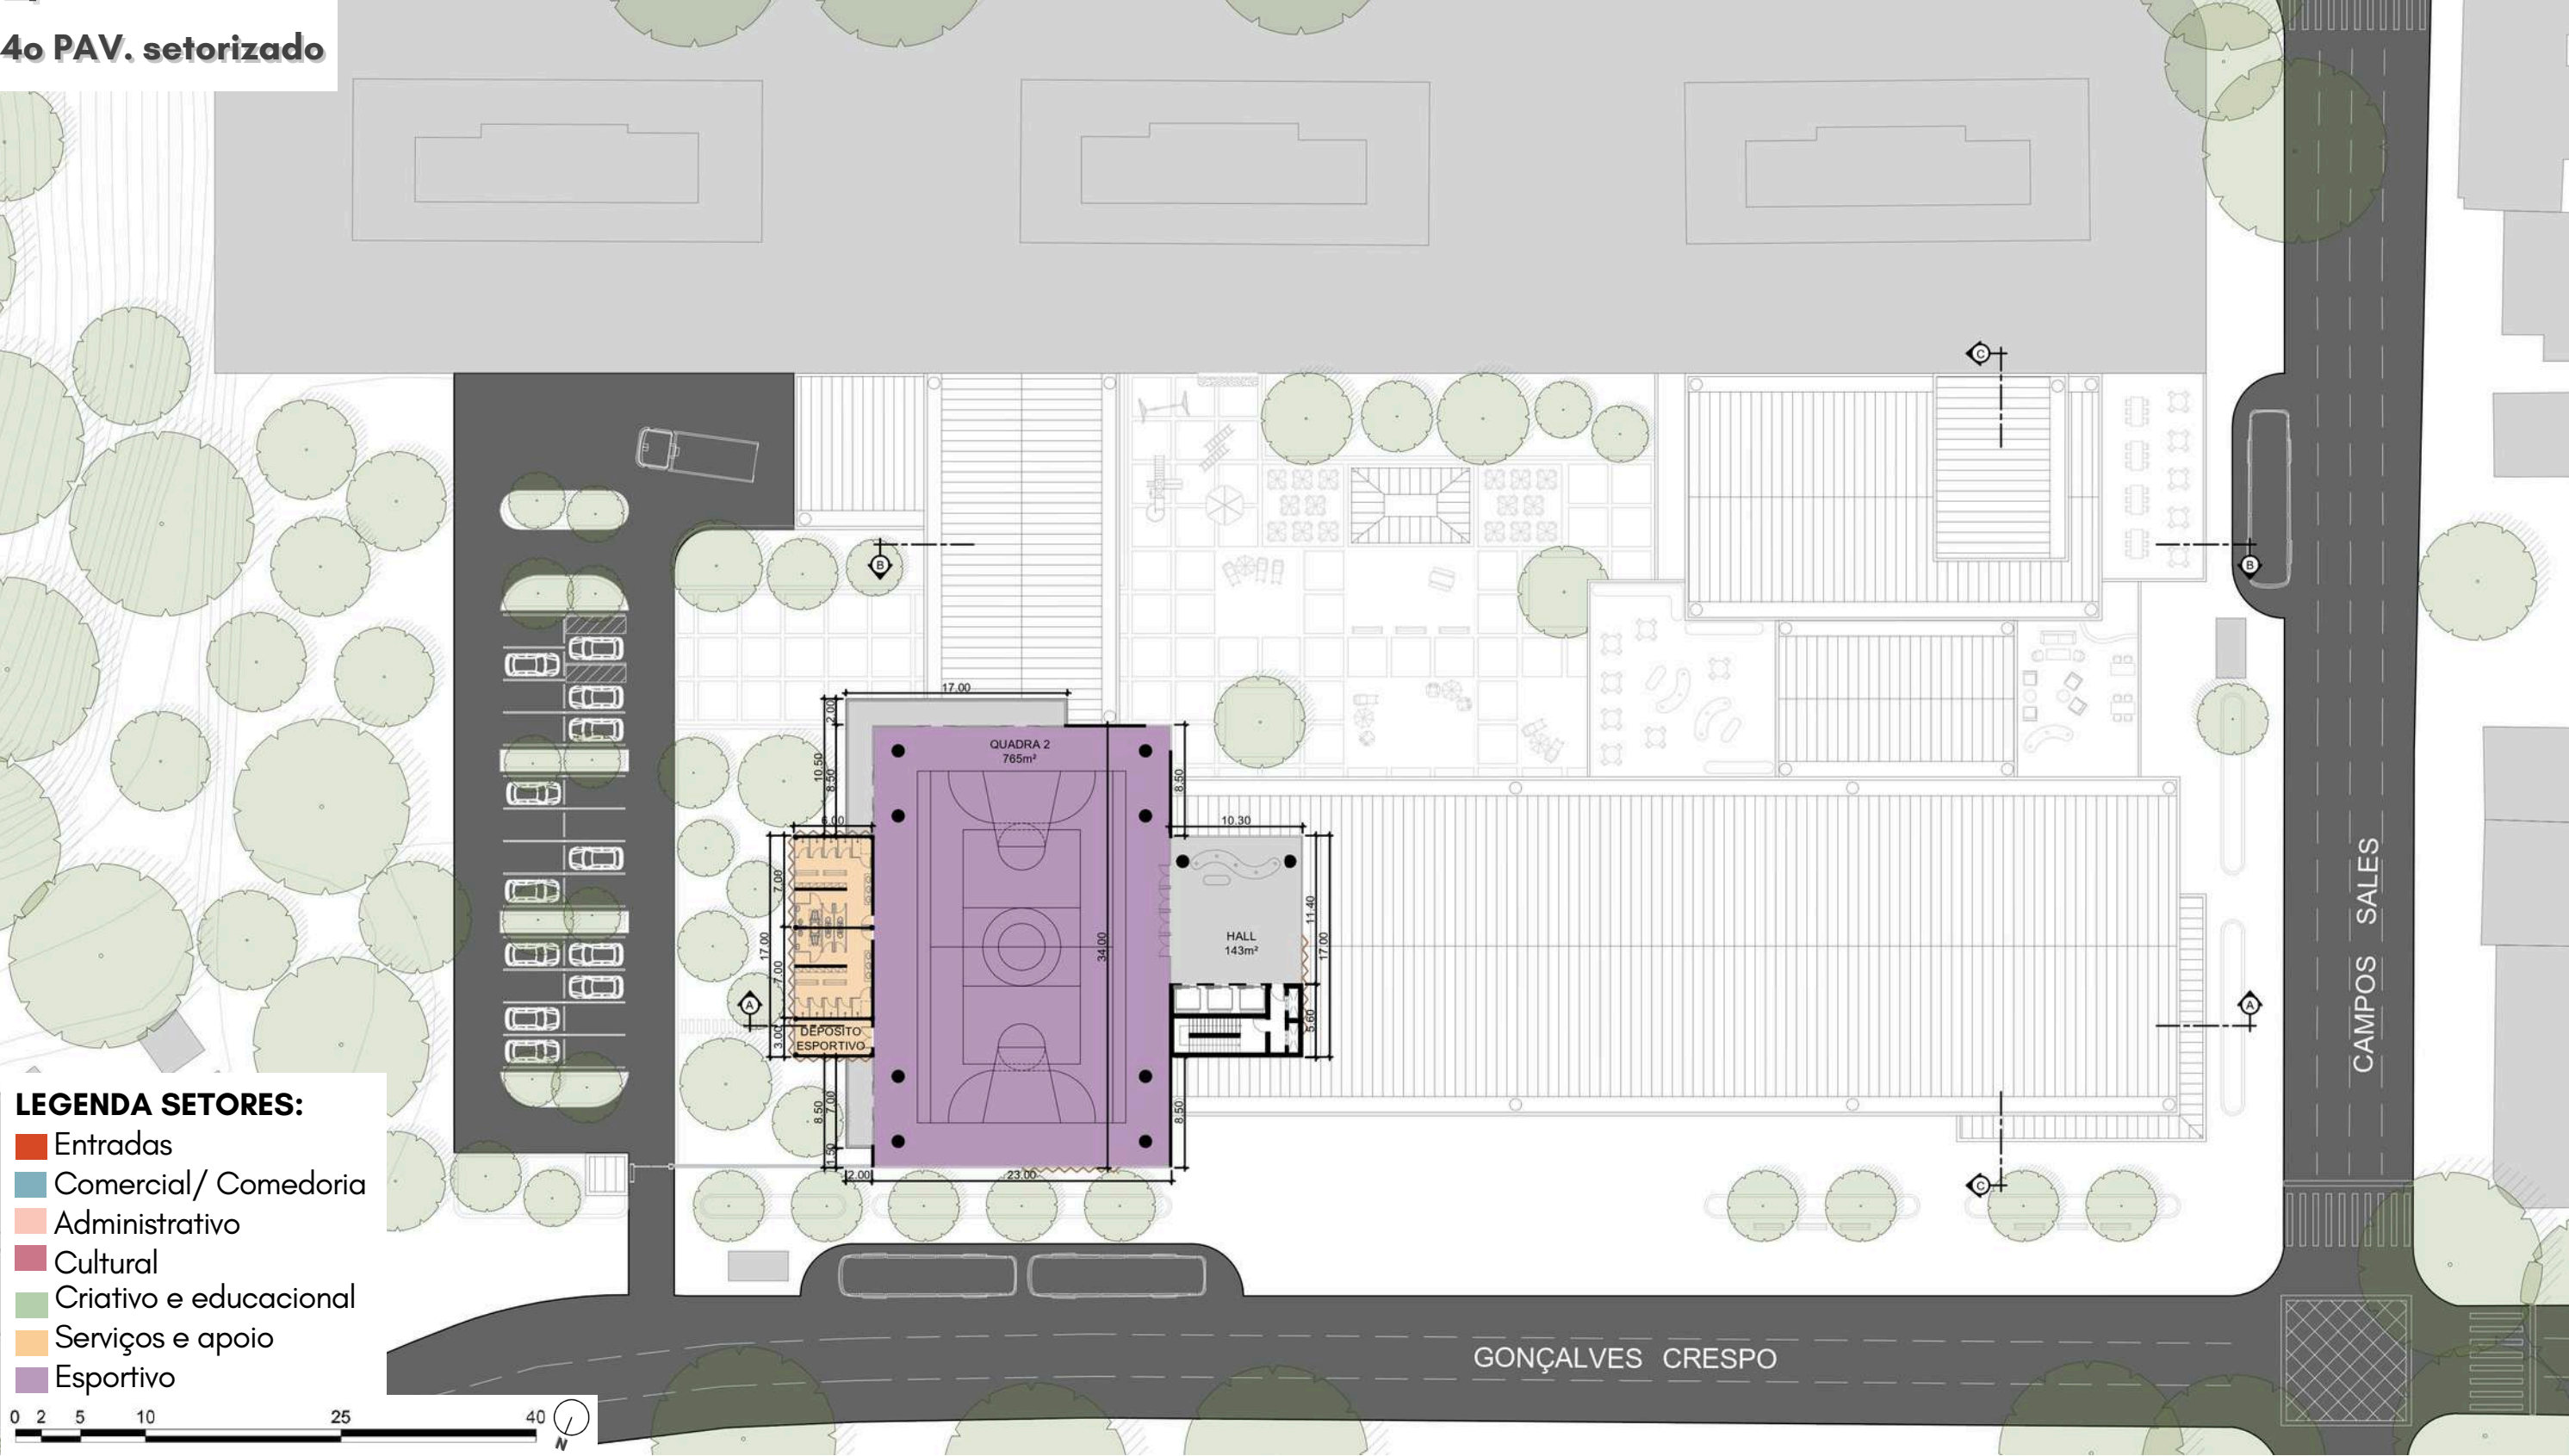 4o PAV. setorizado
C
B
B
17.00
2.00
QUADRA 2
765m²
10.50
8.50
8.50
6.00
10.30
7.00
17.00
7.00
3.00
34.00
HALL
143m²
11.40
17.00
5.60
A
A
DEPÓSITO
ESPORTIVO
CAMPOS SALES
8.50
7.00
1.50
8.50
2.00
23.00
C
LEGENDA SETORES:
Entradas
Comercial/ Comedoria
Administrativo
Cultural
Criativo e educacional
Serviços e apoio
Esportivo
0 2 5 10 25 40
N
GONÇALVES CRESPO